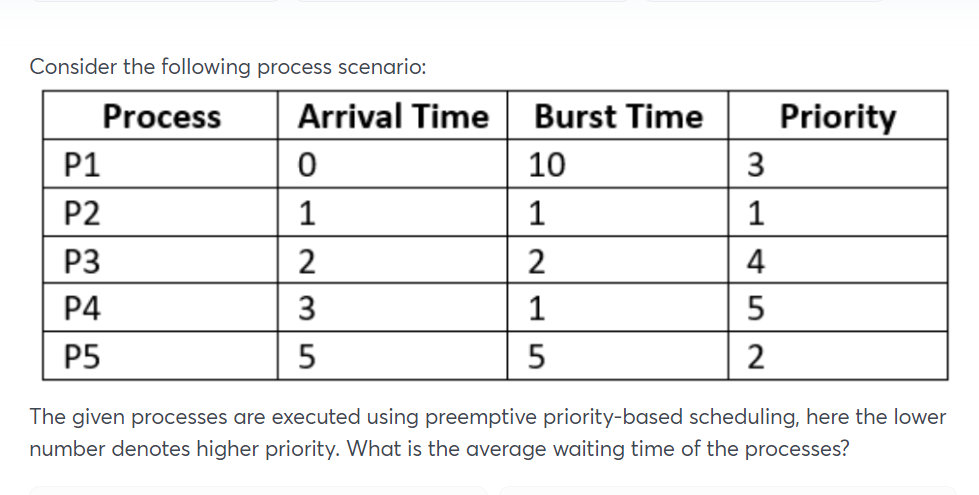 Consider the following process scenario:
Process Arrival Time Burst Time Priority
P1 0 10 3
P2 1 1 1
P3 2 2 4
P4 3 1 5
P5 5 5 2
The given processes are executed using preemptive priority-based scheduling, here the lower
number denotes higher priority. What is the average waiting time of the processes?